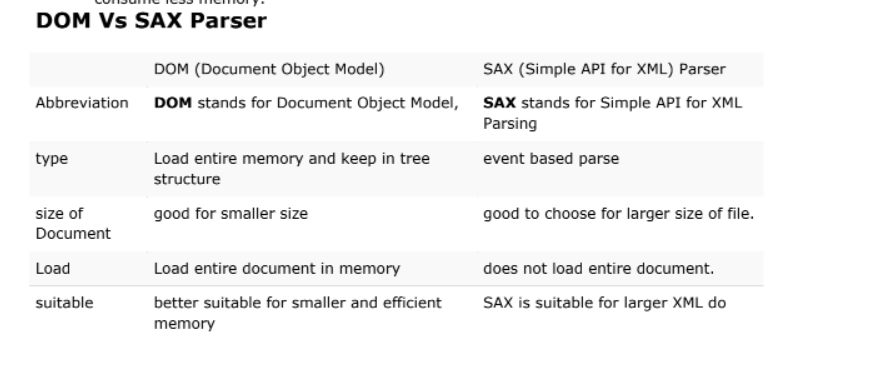 consume less memory.
DOM Vs SAX Parser
DOM (Document Object Model) SAX (Simple API for XML) Parser
Abbreviation DOM stands for Document Object Model, SAX stands for Simple API for XML
Parsing
type Load entire memory and keep in tree event based parse
structure
size of good for smaller size good to choose for larger size of file.
Document
Load Load entire document in memory does not load entire document.
suitable better suitable for smaller and efficient SAX is suitable for larger XML do
memory